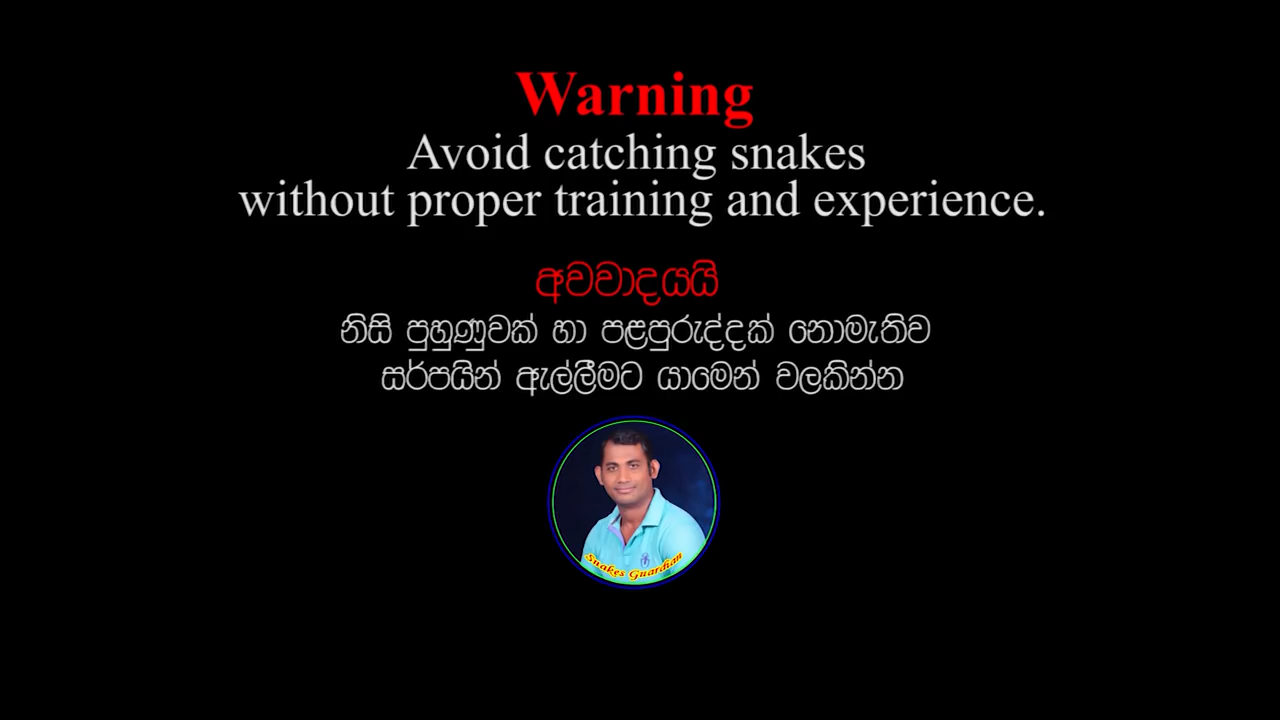 Warning
Avoid catching snakes
without proper training and experience.
අවවාදයයි
නිසි පුහුණුවක් හා පළපුරුද්දක් නොමැතිව
සර්පයින් ඇල්ලීමට යාමෙන් වලකින්න
Snakes Guardian